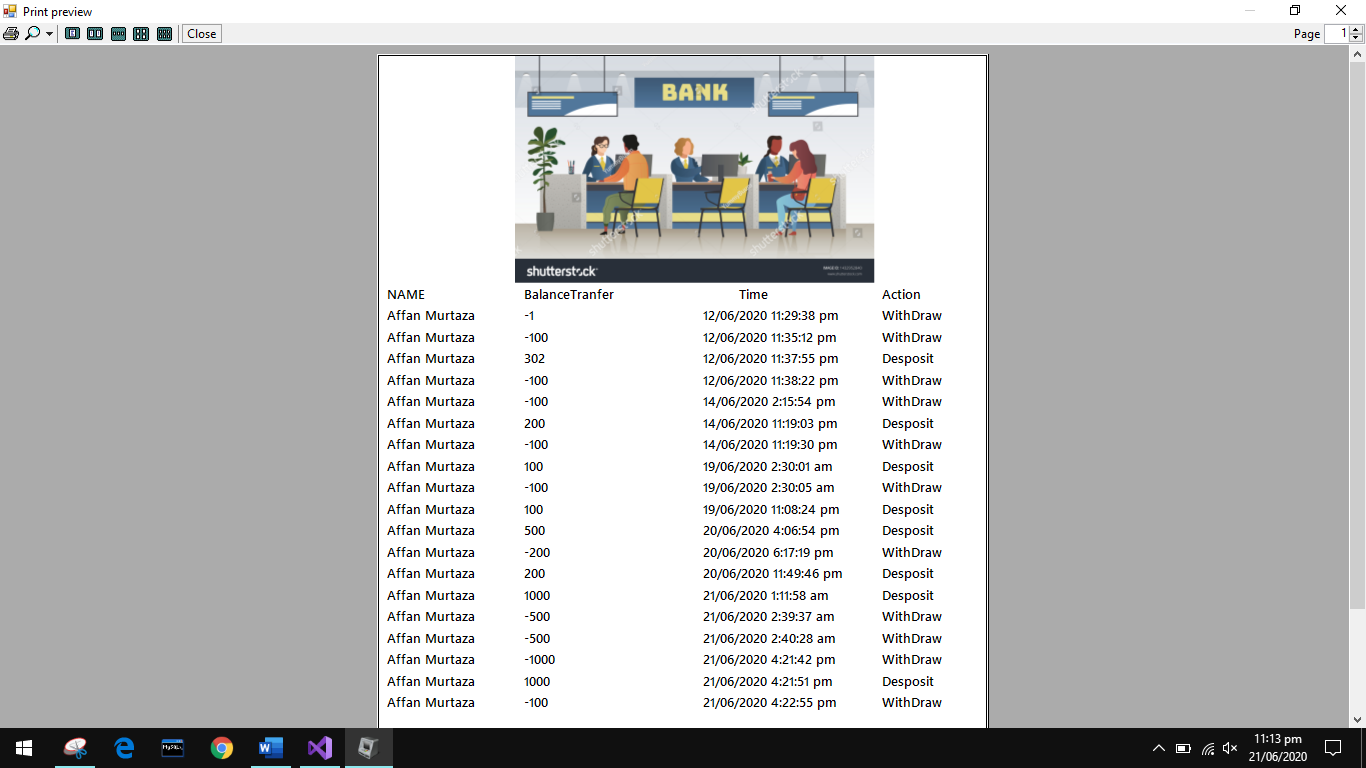 Print preview
Close
Page 1
BANK
shutterstock
shutterstock
shutterstock
NAME BalanceTranfer Time Action
Affan Murtaza -1 12/06/2020 11:29:38 pm WithDraw
Affan Murtaza -100 12/06/2020 11:35:12 pm WithDraw
Affan Murtaza 302 12/06/2020 11:37:55 pm Desposit
Affan Murtaza -100 12/06/2020 11:38:22 pm WithDraw
Affan Murtaza -100 14/06/2020 2:15:54 pm WithDraw
Affan Murtaza 200 14/06/2020 11:19:03 pm Desposit
Affan Murtaza -100 14/06/2020 11:19:30 pm WithDraw
Affan Murtaza 100 19/06/2020 2:30:01 am Desposit
Affan Murtaza -100 19/06/2020 2:30:05 am WithDraw
Affan Murtaza 100 19/06/2020 11:08:24 pm Desposit
Affan Murtaza 500 20/06/2020 4:06:54 pm Desposit
Affan Murtaza -200 20/06/2020 6:17:19 pm WithDraw
Affan Murtaza 200 20/06/2020 11:49:46 pm Desposit
Affan Murtaza 1000 21/06/2020 1:11:58 am Desposit
Affan Murtaza -500 21/06/2020 2:39:37 am WithDraw
Affan Murtaza -500 21/06/2020 2:40:28 am WithDraw
Affan Murtaza -1000 21/06/2020 4:21:42 pm WithDraw
Affan Murtaza 1000 21/06/2020 4:21:51 pm Desposit
Affan Murtaza -100 21/06/2020 4:22:55 pm WithDraw
11:13 pm
21/06/2020